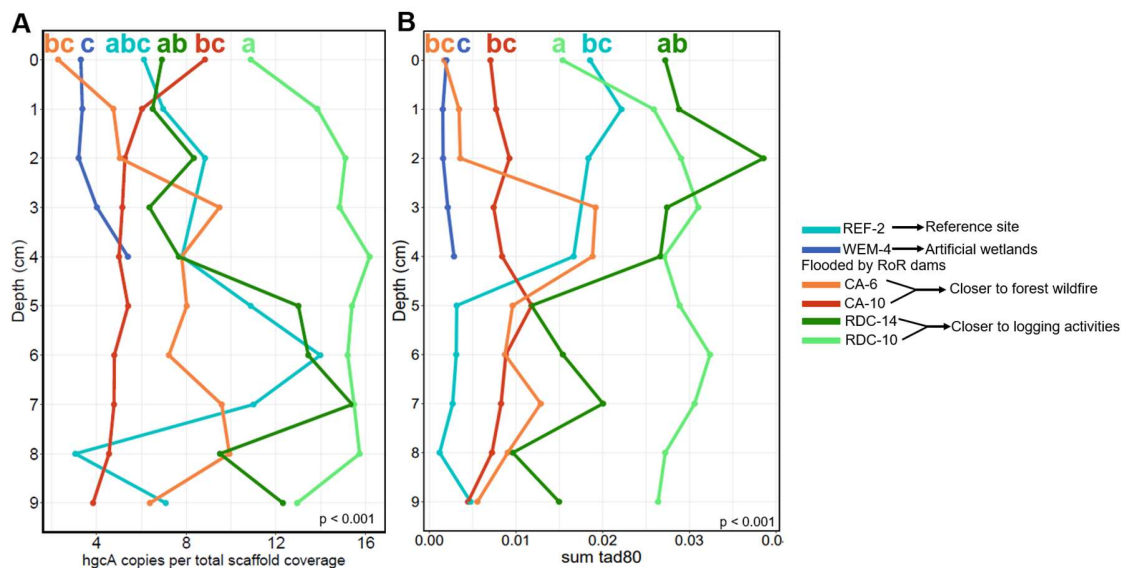 A
bc c abc ab bc a
0
1
2
3
4
5
6
7
8
9
Depth (cm)
4 8 12 16
p < 0.001
hgcA copies per total scaffold coverage
B
bc c bc a bc ab
0
1
2
3
4
5
6
7
8
9
Depth (cm)
0.00 0.01 0.02 0.03 0.0
p < 0.001
sum tad80
REF-2 Reference site
WEM-4 Artificial wetlands
Flooded by RoR dams
CA-6
CA-10
Closer to forest wildfire
RDC-14
RDC-10
Closer to logging activities